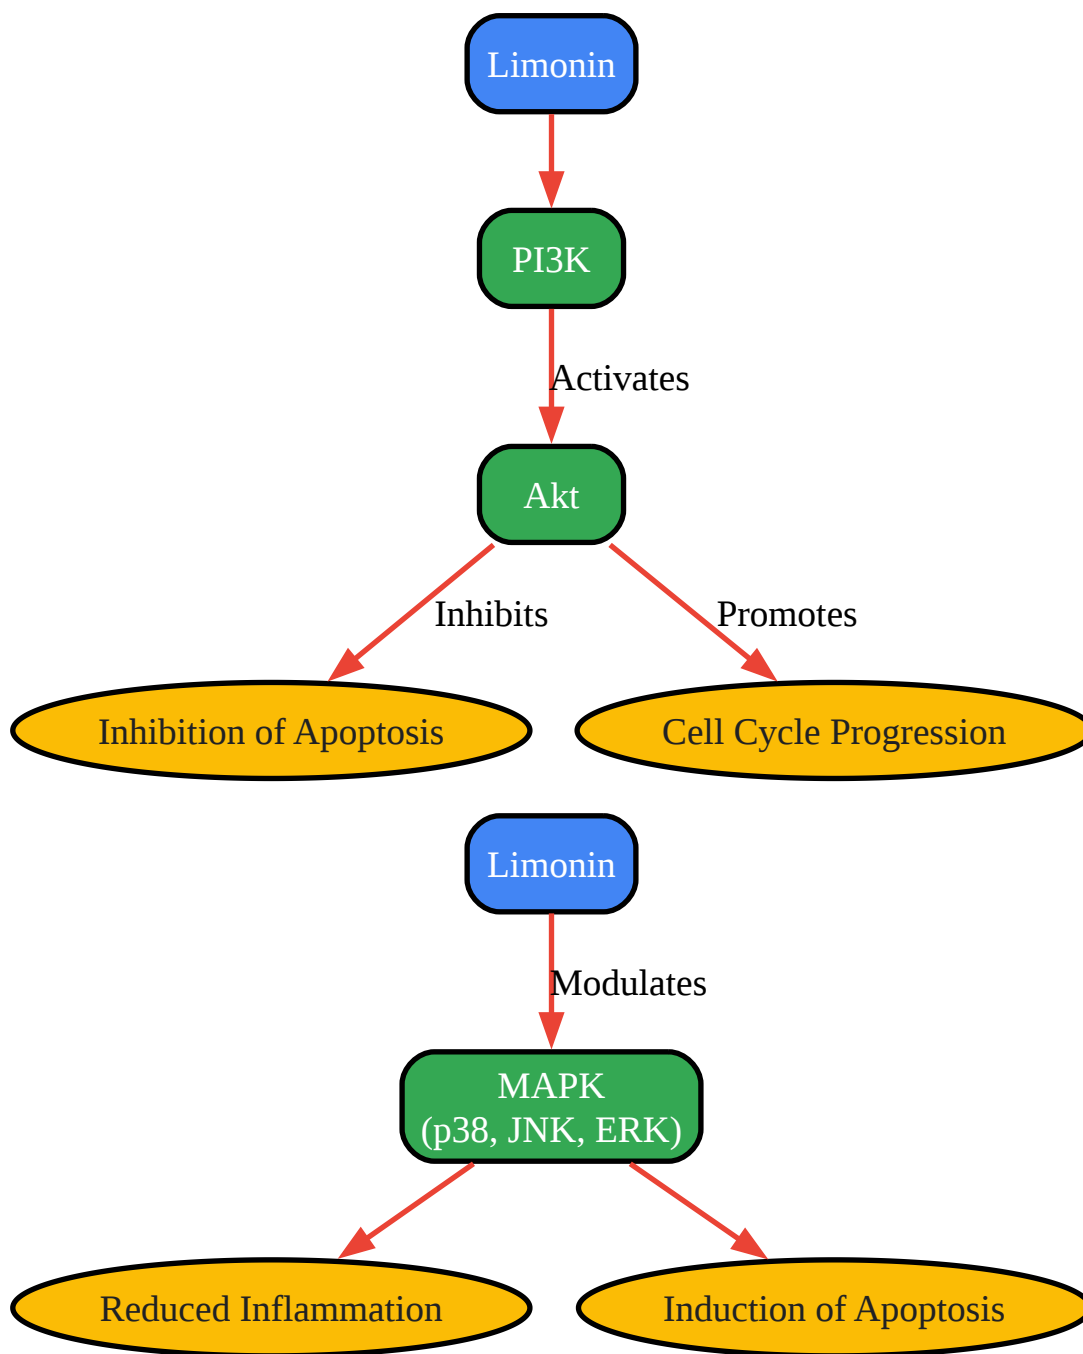 Limonin
PI3K
Activates
Akt
Inhibits
Promotes
Inhibition of Apoptosis
Cell Cycle Progression
Limonin
Modulates
MAPK
(p38, JNK, ERK)
Reduced Inflammation
Induction of Apoptosis